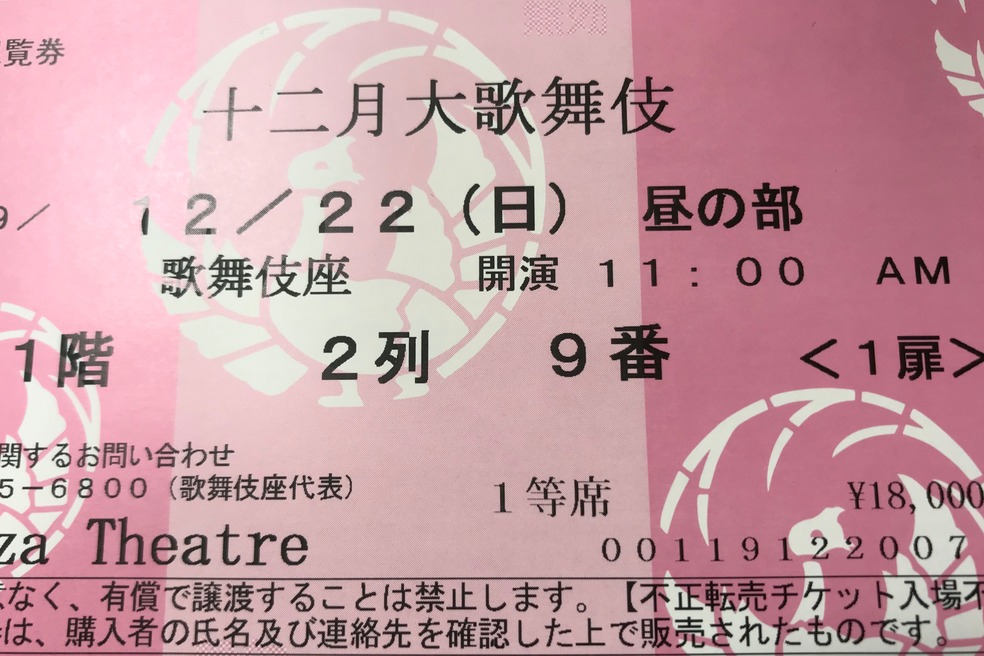 覧券
十二月大歌舞伎
9／ 12／22（日） 昼の部
歌舞伎座 開演 11：00 AM
1階 2列 9番 ＜1扉＞
関するお問い合わせ
5－6800（歌舞伎座代表）
1等席 ¥18,000
za Theatre 001191220007
なく、有償で譲渡することは禁止します。【不正転売チケット入場不
は、購入者の氏名及び連絡先を確認した上で販売されたものです。